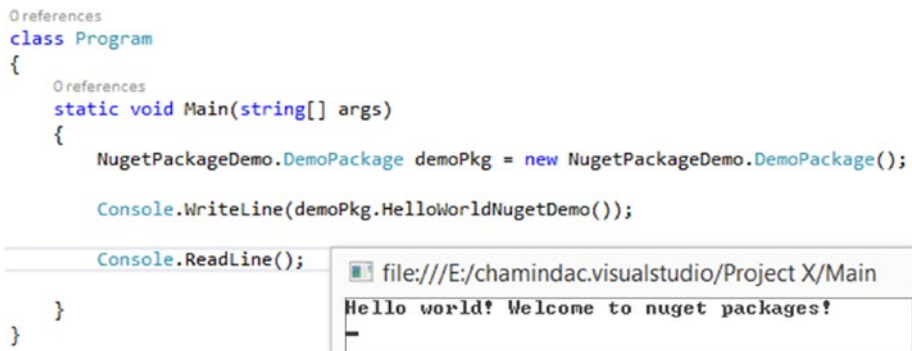 0 references
class Program
{
0 references
static void Main(string[] args)
{
NugetPackageDemo.DemoPackage demoPkg = new NugetPackageDemo.DemoPackage();
Console.WriteLine(demoPkg.HelloWorldNugetDemo());
Console.ReadLine();
}
}
file:///E:/chamindac.visualstudio/Project X/Main
Hello world! Welcome to nuget packages!